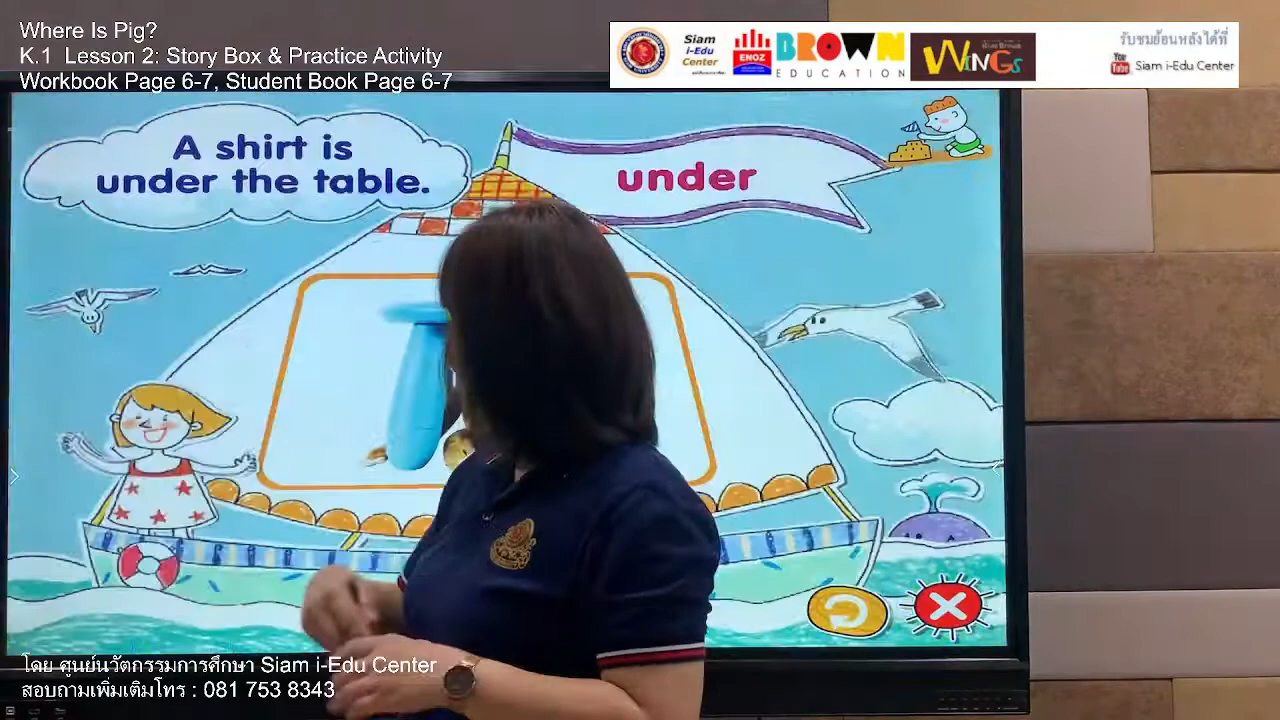 Where Is Pig?
K.1 Lesson 1: Story Box & Practice Activity
Workbook Page 6-7, Student Book Page 6-7
Siam
i-Edu
Center
ENOZ
BROWN
EDUCATION
WiNGs
รับชมย้อนหลังได้ที่
You Tube Siam i-Edu Center
A shirt is
under the table.
under
โดย ศูนย์นวัตกรรมการศึกษา Siam i-Edu Center
สอบถามเพิ่มเติมโทร : 081 753 8343